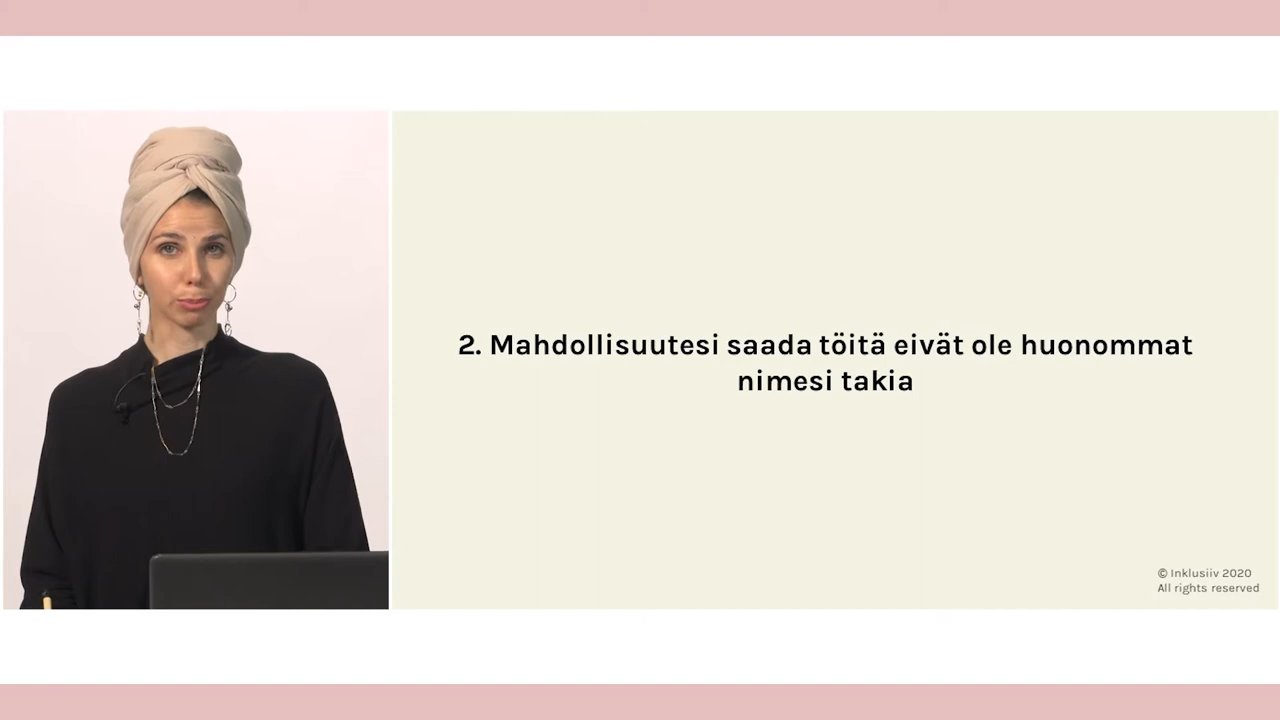 2. Mahdollisuutesi saada töitä eivät ole huonommat
nimesi takia
© Inklusiiv 2020
All rights reserved